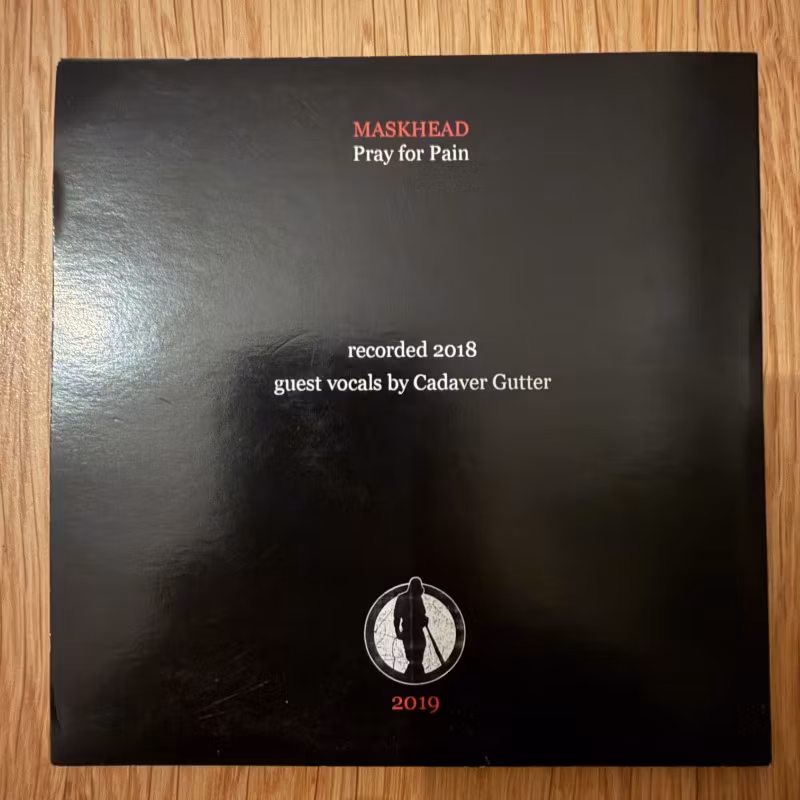 MASKHEAD
Pray for Pain
recorded 2018
guest vocals by Cadaver Gutter
2019